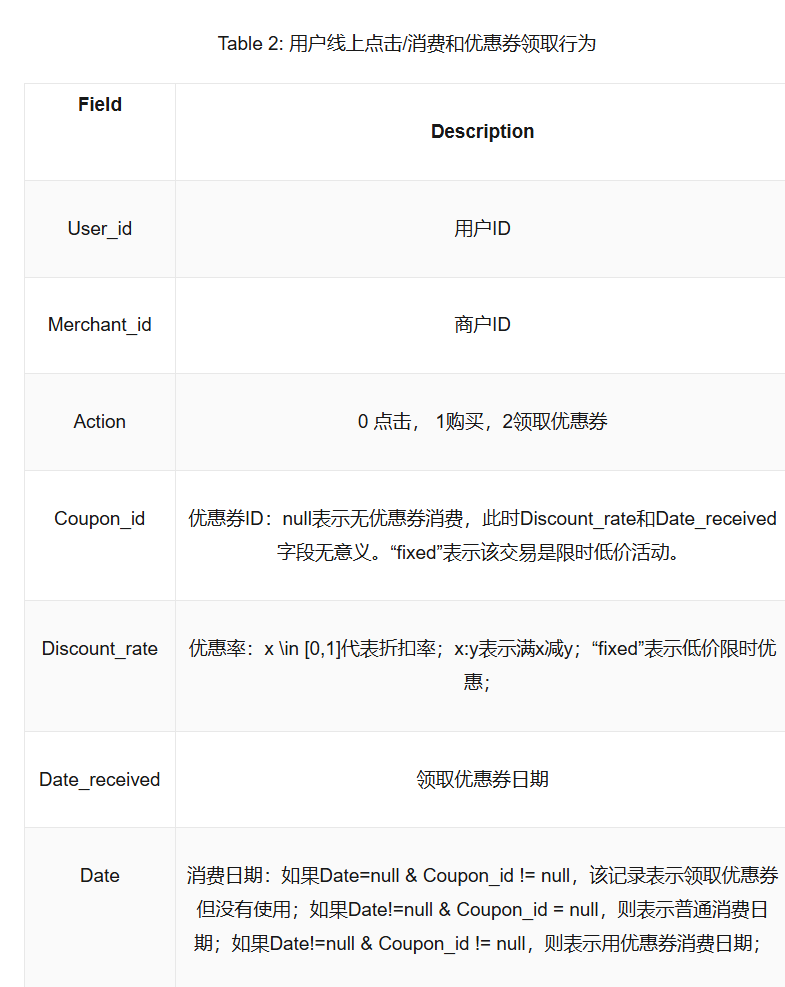 Table 2: 用户线上点击/消费和优惠券领取行为
Field
Description
User_id
用户ID
Merchant_id
商户ID
Action
0 点击， 1购买，2领取优惠券
Coupon_id
优惠券ID：null表示无优惠券消费，此时Discount_rate和Date_received
字段无意义。“fixed”表示该交易是限时低价活动。
Discount_rate
优惠率：x \in [0,1]代表折扣率；x:y表示满x减y；“fixed”表示低价限时优
惠；
Date_received
领取优惠券日期
Date
消费日期：如果Date=null & Coupon_id != null，该记录表示领取优惠券
但没有使用；如果Date!=null & Coupon_id = null，则表示普通消费日
期；如果Date!=null & Coupon_id != null，则表示用优惠券消费日期；